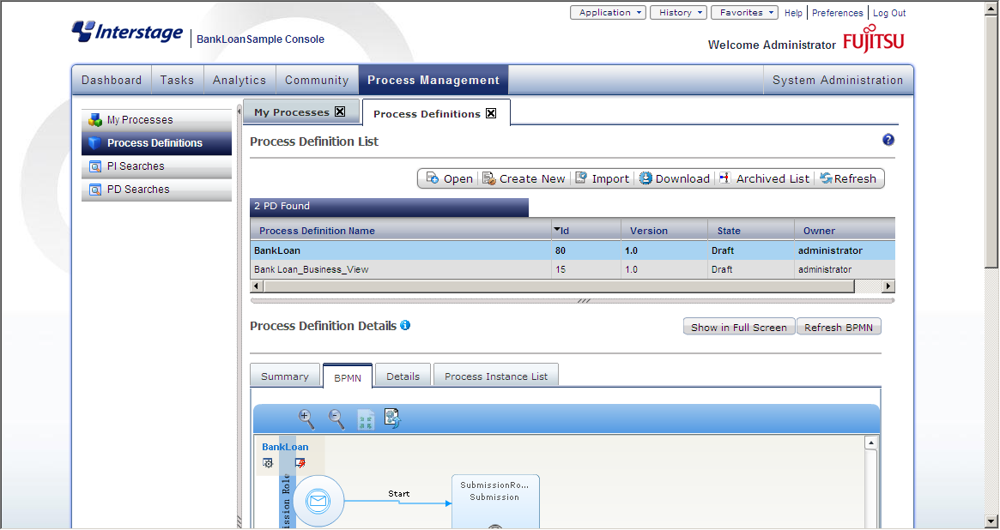 Application History Favorites Help Preferences Log Out
Interstage BankLoanSample Console
Welcome Administrator FUJITSU
Dashboard Tasks Analytics Community Process Management System Administration
My Processes
Process Definitions
PI Searches
PD Searches
My Processes Process Definitions
Process Definition List
Open Create New Import Download Archived List Refresh
2 PD Found
Process Definition Name Id Version State Owner
BankLoan 80 1.0 Draft administrator
Bank Loan_Business_View 15 1.0 Draft administrator
Process Definition Details
Show in Full Screen Refresh BPMN
Summary BPMN Details Process Instance List
BankLoan
ission Role
Start
SubmissionRo...
Submission